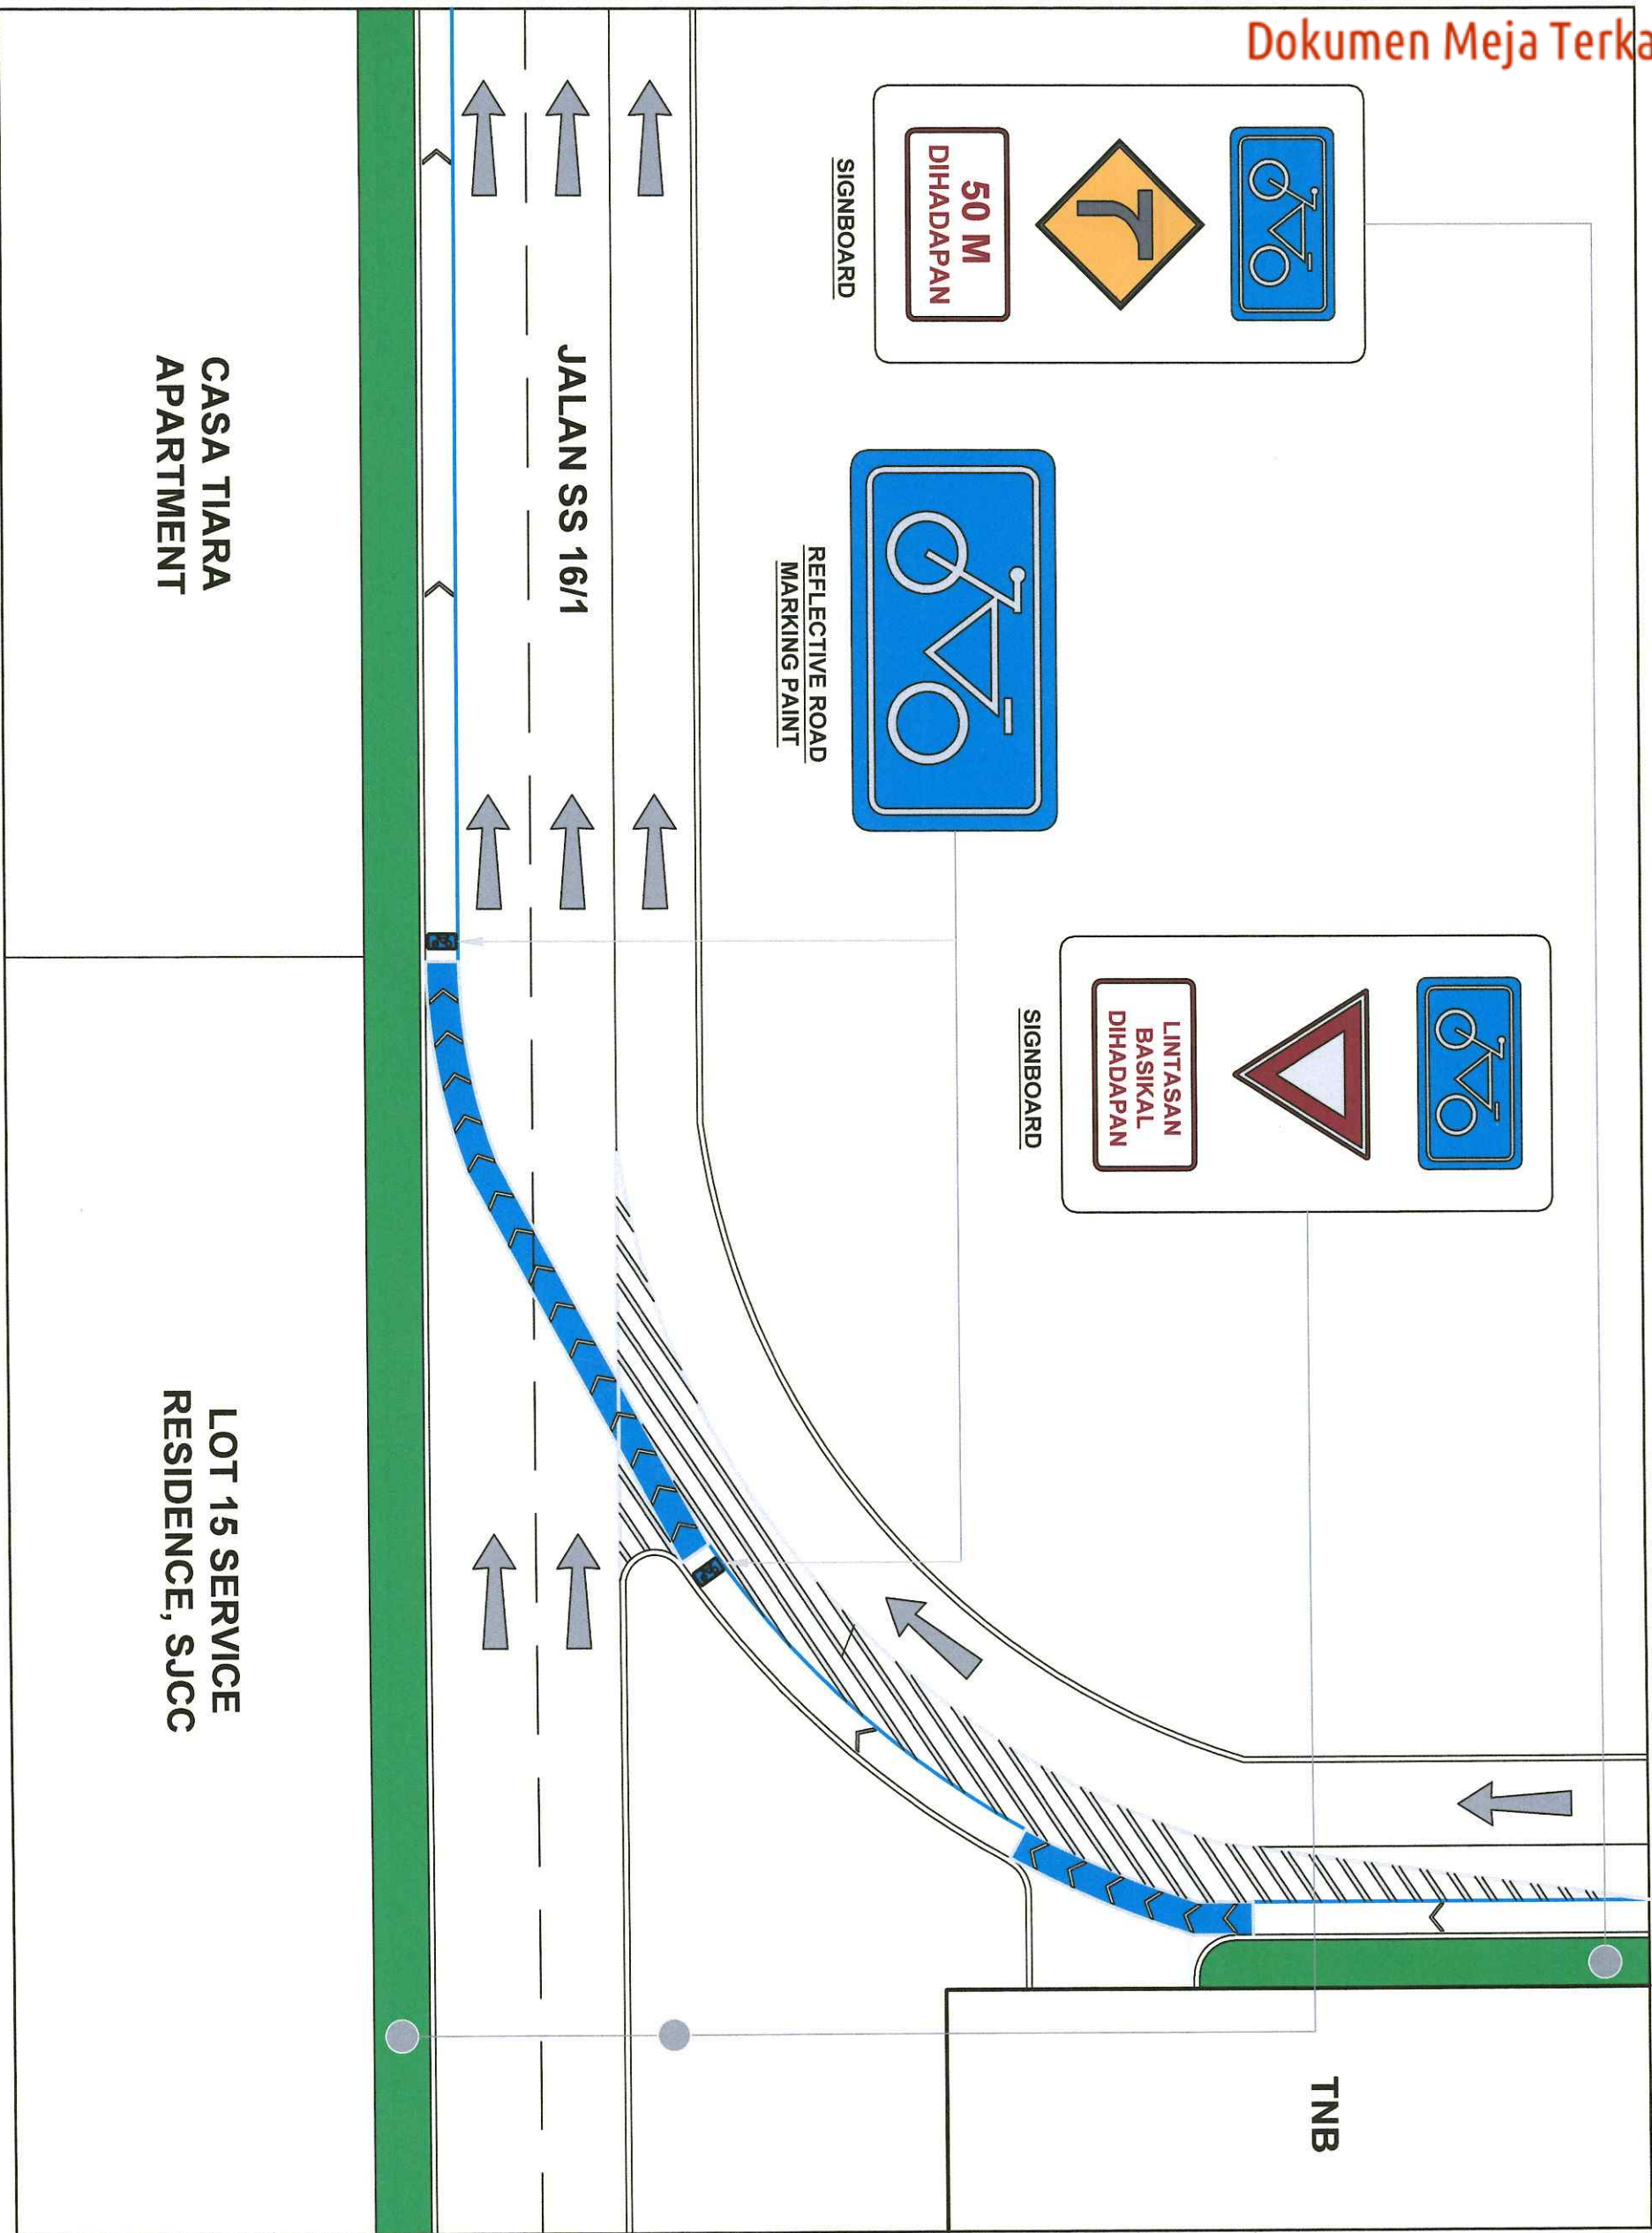 Dokumen Meja Terka
50 M
DIHADAPAN
SIGNBOARD
REFLECTIVE ROAD
MARKING PAINT
LINTASAN
BASIKAL
DIHADAPAN
SIGNBOARD
TNB
JALAN SS 16/1
CASA TIARA
APARTMENT
LOT 15 SERVICE
RESIDENCE, SJCC